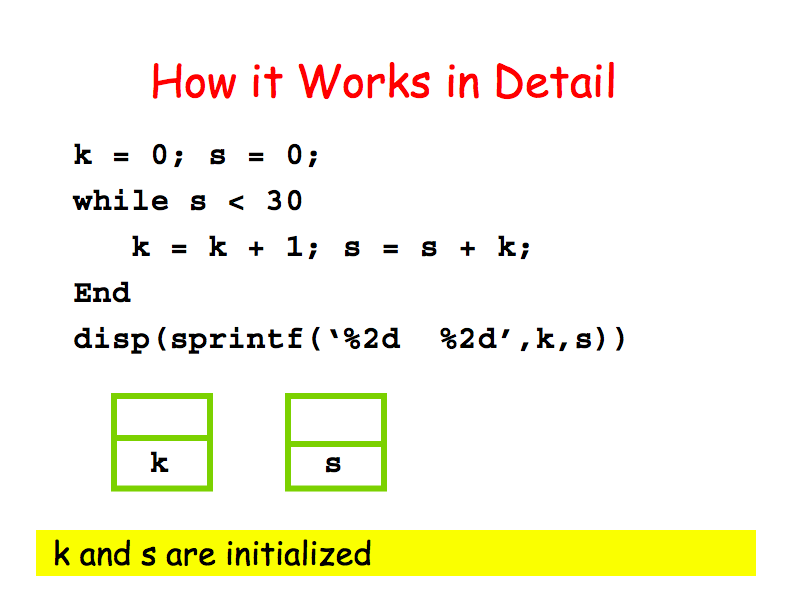 How it Works in Detail
k = 0; s = 0;
while s < 30
k = k + 1; s = s + k;
End
disp(sprintf(‘%2d  %2d’,k,s))
k
s
k and s are initialized